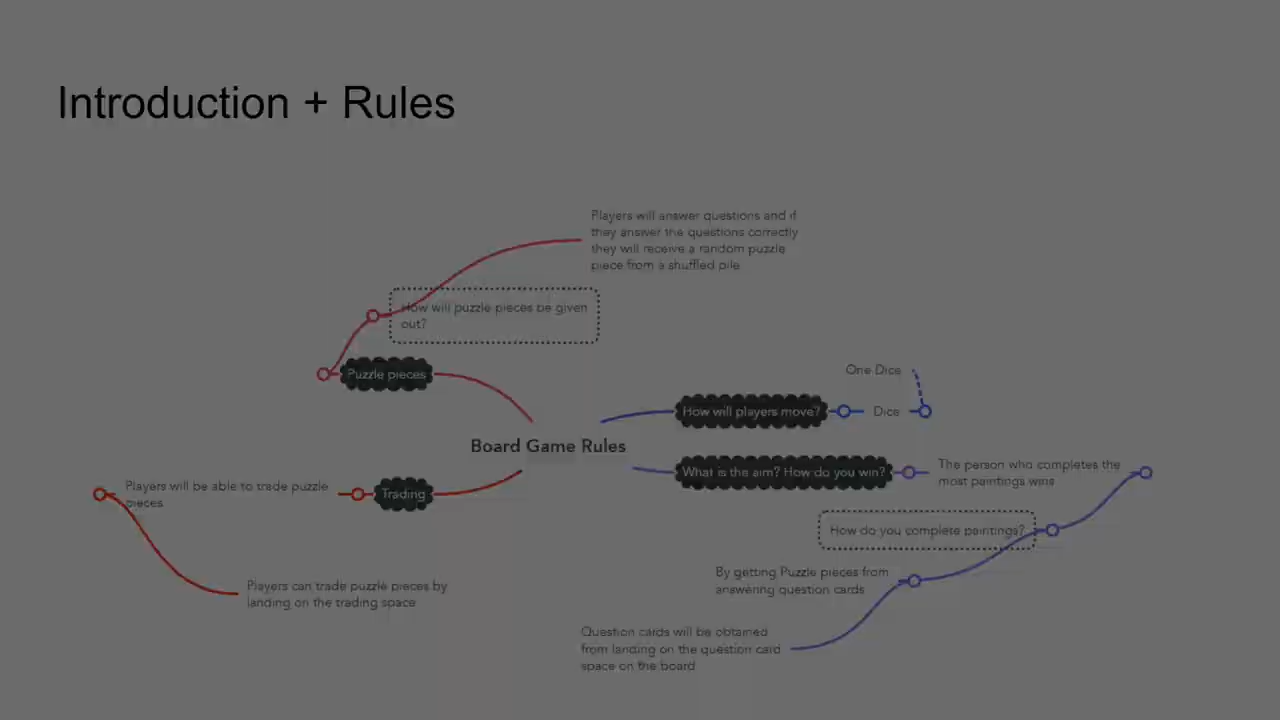 Introduction + Rules
Players will answer questions and if
they answer the questions correctly
they will receive a random puzzle
piece from a shuffled pile
How will puzzle pieces be given
out?
Puzzle pieces
Board Game Rules
Players will be able to trade puzzle
pieces
Trading
Players can trade puzzle pieces by
landing on the trading space
One Dice
How will players move?
Dice
What is the aim? How do you win?
The person who completes the
most paintings wins
How do you complete paintings?
By getting Puzzle pieces from
answering question cards
Question cards will be obtained
from landing on the question card
space on the board